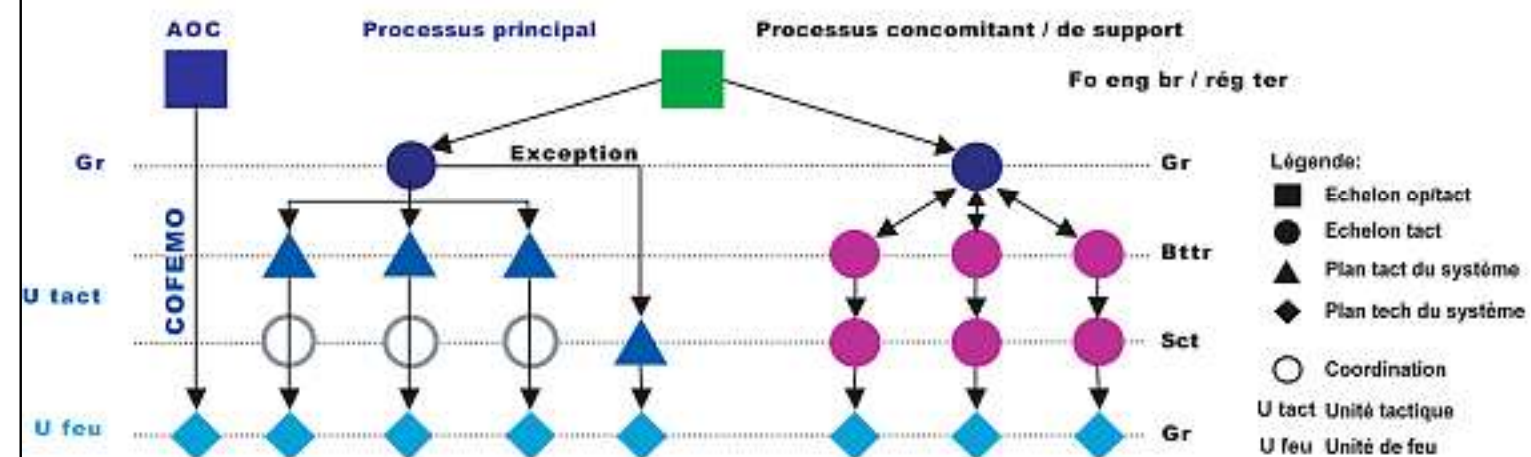 AOC Processus principal Processus concomitant / de support
Fo eng br / rég ter
Gr Exception Gr
Légende:
Echelon op/tact
Echelon tact
COFEMO
Bttr
Plan tact du système
U tact
Plan tech du système
Sct
Coordination
U tact Unité tactique
U feu Gr
U feu Unité de feu